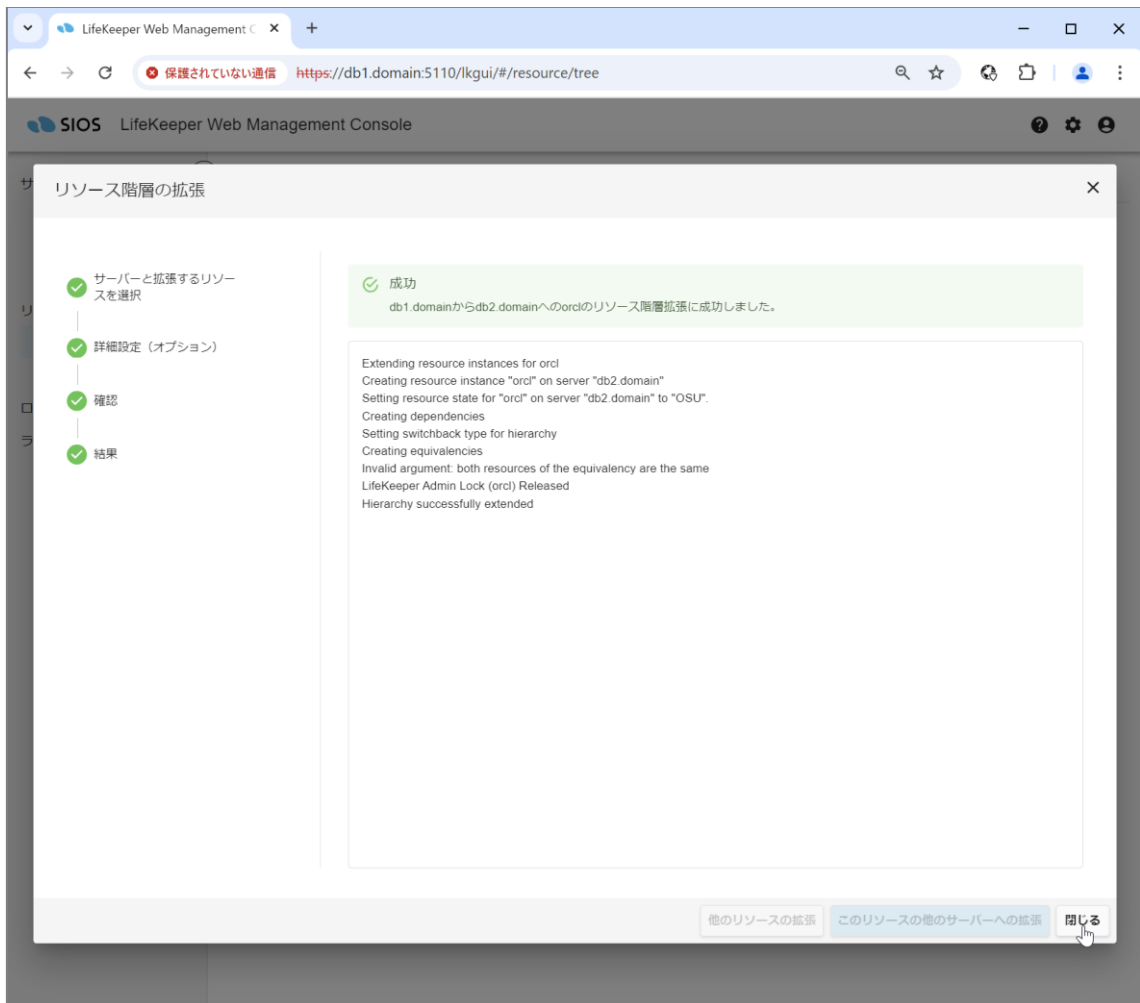 LifeKeeper Web Management C
保護されていない通信
https://db1.domain:5110/lkgui/#/resource/tree
SIOS LifeKeeper Web Management Console
サ
リソース階層の拡張
サーバーと拡張するリソー
スを選択
成功
db1.domainからdb2.domainへのorclのリソース階層拡張に成功しました。
リ
詳細設定（オプション）
Extending resource instances for orcl
Creating resource instance "orcl" on server "db2.domain"
Setting resource state for "orcl" on server "db2.domain" to "OSU".
Creating dependencies
ロ
確認
Setting switchback type for hierarchy
ラ
Creating equivalencies
結果
Invalid argument: both resources of the equivalency are the same
LifeKeeper Admin Lock (orcl) Released
Hierarchy successfully extended
他のリソースの拡張
このリソースの他のサーバーへの拡張
閉じる